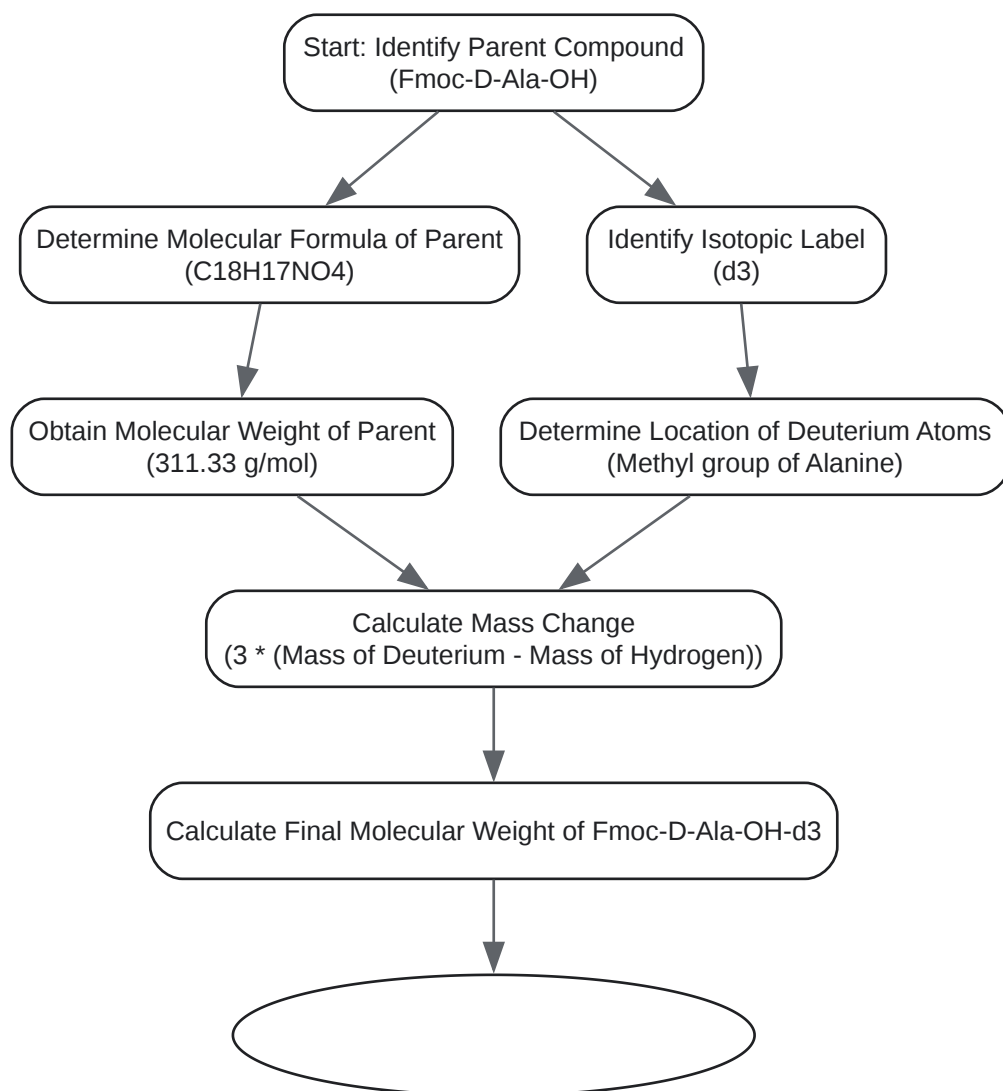 Start: Identify Parent Compound
(Fmoc-D-Ala-OH)
Determine Molecular Formula of Parent
(C18H17NO4)
Identify Isotopic Label
(d3)
Obtain Molecular Weight of Parent
(311.33 g/mol)
Determine Location of Deuterium Atoms
(Methyl group of Alanine)
Calculate Mass Change
(3 * (Mass of Deuterium - Mass of Hydrogen))
Calculate Final Molecular Weight of Fmoc-D-Ala-OH-d3